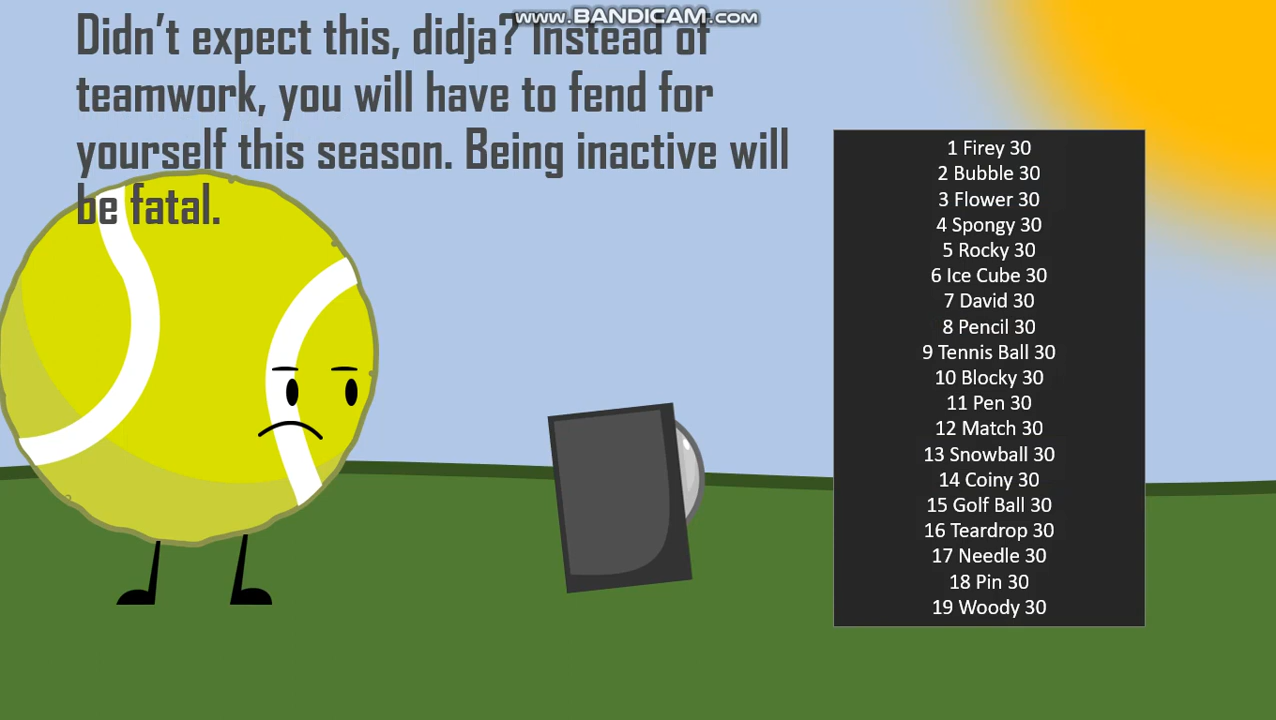 www.BANDICAM.com
Didn't expect this, didja? Instead of
teamwork, you will have to fend for
yourself this season. Being inactive will
be fatal.
1 Firey 30
2 Bubble 30
3 Flower 30
4 Spongy 30
5 Rocky 30
6 Ice Cube 30
7 David 30
8 Pencil 30
9 Tennis Ball 30
10 Blocky 30
11 Pen 30
12 Match 30
13 Snowball 30
14 Coiny 30
15 Golf Ball 30
16 Teardrop 30
17 Needle 30
18 Pin 30
19 Woody 30